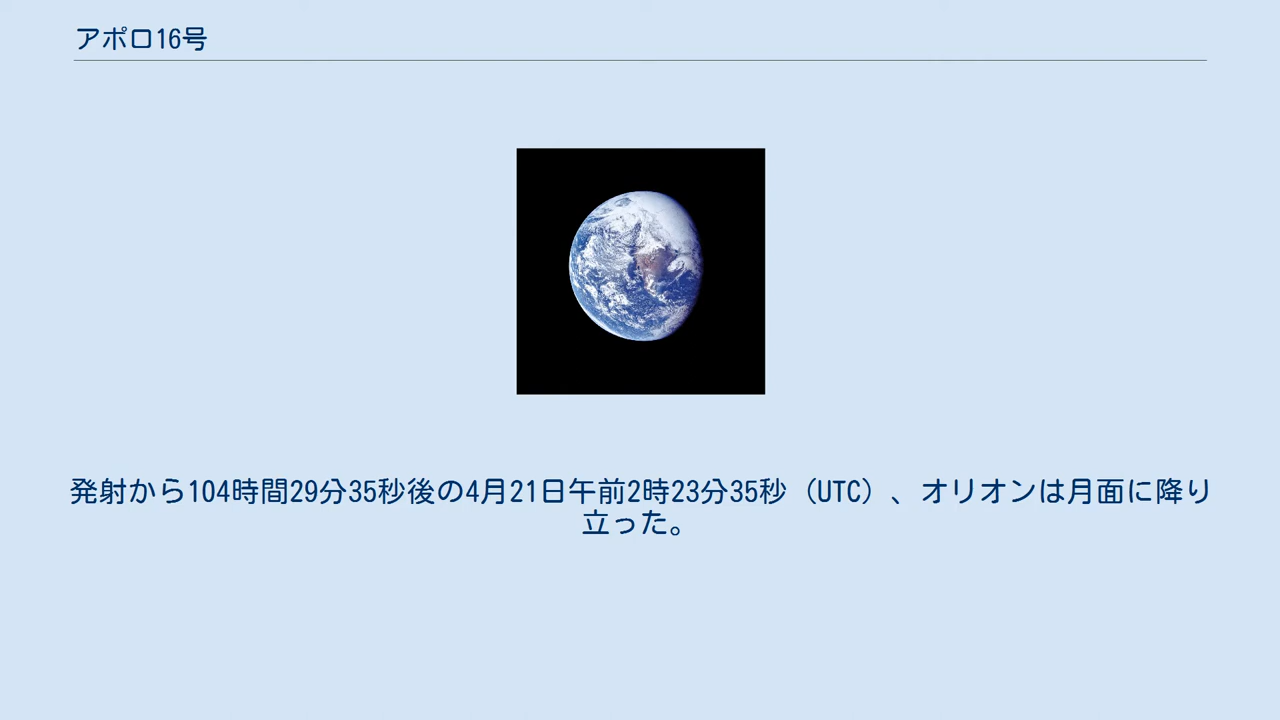 アポロ16号
発射から104時間29分35秒後の4月21日午前2時23分35秒（UTC）、オリオンは月面に降り
立った。